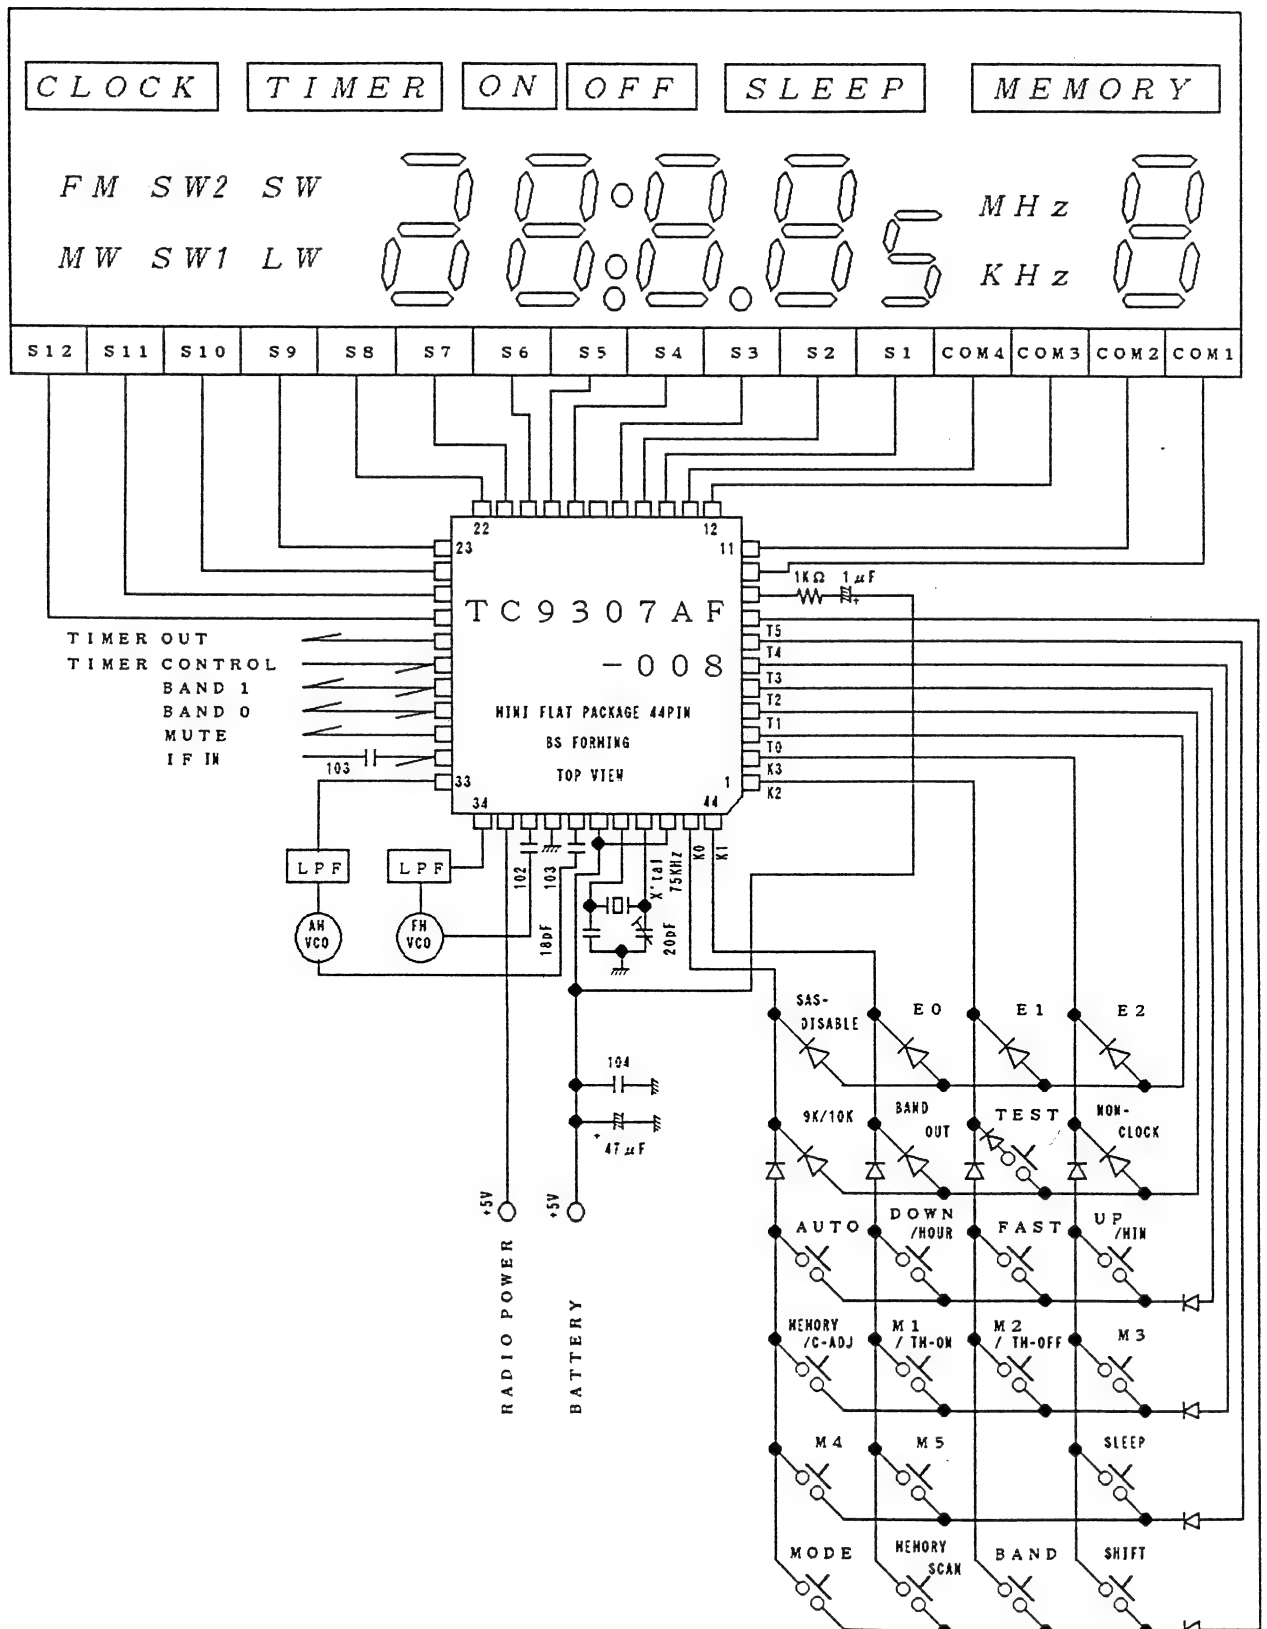 CLOCK TIMER ON OFF SLEEP MEMORY
FM SW2 SW
MHz
MW SW1 LW
KHz
S12 S11 S10 S9 S8 S7 S6 S5 S4 S3 S2 S1 COM4 COM3 COM2 COM1
22 12
23 11
1KΩ 1μF
+
TC9307AF
-008
MINI FLAT PACKAGE 44PIN
BS FORMING
TOP VIEW
TIMER OUT
TIMER CONTROL
BAND 1
BAND 0
MUTE
IF IN
103
33
34
1
44
T5
T4
T3
T2
T1
T0
K3
K2
K0
K1
LPF
LPF
102
103
X'tal
75KHz
AM
VCO
FM
VCO
18pF
20pF
SAS-
DISABLE
E0
E1
E2
104
+
47μF
9K/10K
BAND
OUT
TEST
NON-
CLOCK
+5V
+5V
RADIO POWER
BATTERY
AUTO
DOWN
/HOUR
FAST
UP
/MIN
MEMORY
/C-ADJ
M1
/ TM-ON
M2
/ TM-OFF
M3
M4
M5
SLEEP
MODE
MEMORY
SCAN
BAND
SHIFT